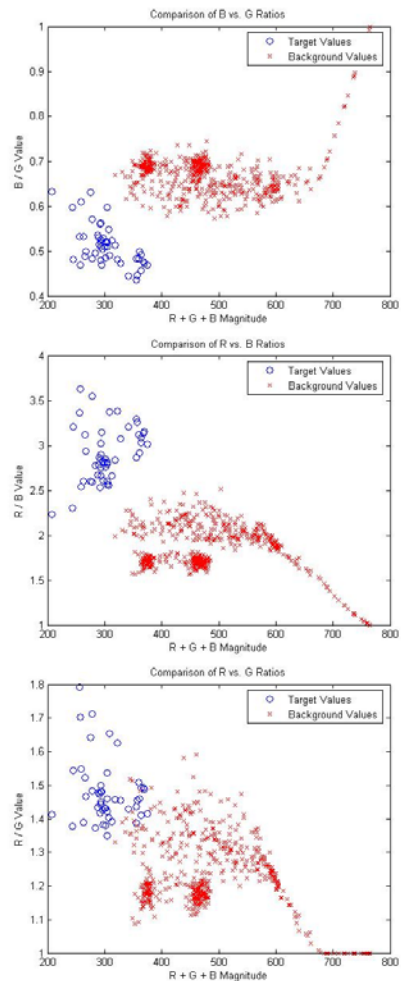 Comparison of B vs. G Ratios
Target Values
Background Values
1
0.9
0.8
0.7
0.6
0.5
0.4
B / G Value
200 300 400 500 600 700 800
R + G + B Magnitude
Comparison of R vs. B Ratios
Target Values
Background Values
4
3.5
3
2.5
2
1.5
1
R / B Value
200 300 400 500 600 700 800
R + G + B Magnitude
Comparison of R vs. G Ratios
Target Values
Background Values
1.8
1.7
1.6
1.5
1.4
1.3
1.2
1.1
1
R / G Value
200 300 400 500 600 700 800
R + G + B Magnitude